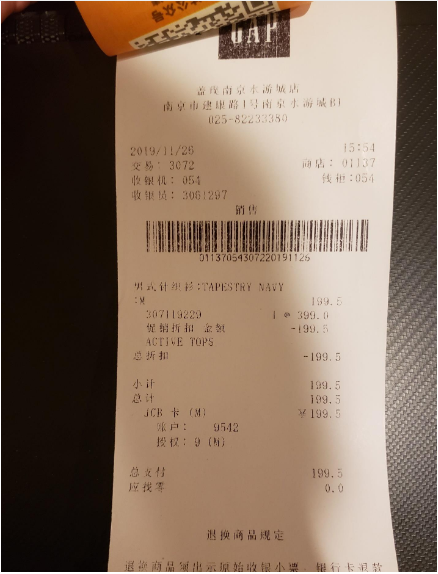 GAP
盖璞南京水游城店
南京市建康路1号南京水游城B1
025-82233380
2019/11/26 15:54
交易: 3072 商店: 01137
收银机: 054 钱柜:054
收银员: 3061297
销售
01137054307220191126
男式针织衫:TAPESTRY NAVY
:M 199.5
307119229 1 @ 399.0
促销折扣 金额 -199.5
ACTIVE TOPS
总折扣 -199.5
小计 199.5
总计 199.5
JCB 卡 (M) ¥199.5
账户: 9542
授权: 0 (M)
总支付 199.5
应找零 0.0
退换商品规定
退换商品须出示原始收银小票，银行卡退款